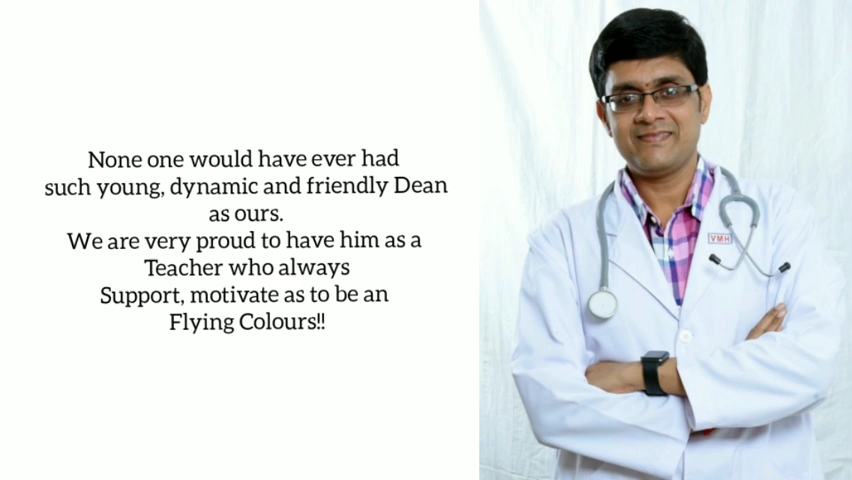 None one would have ever had
such young, dynamic and friendly Dean
as ours.
We are very proud to have him as a
Teacher who always
Support, motivate as to be an
Flying Colours!!
VMH